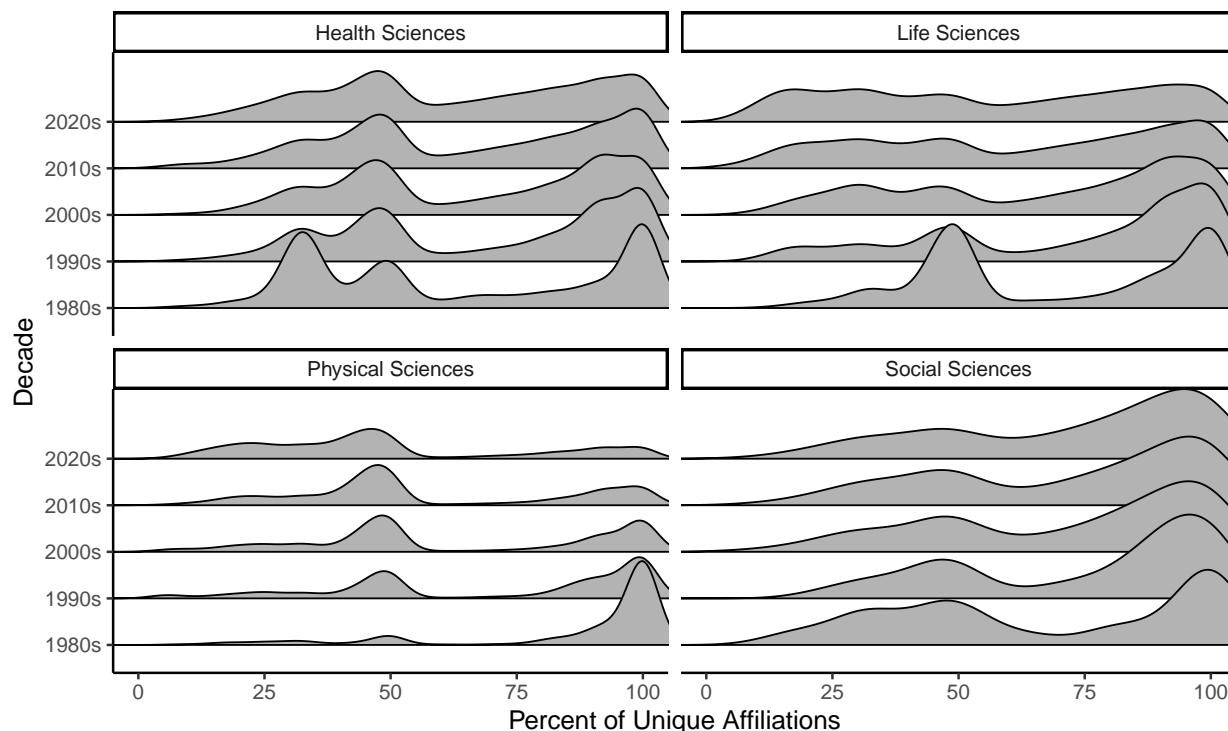 Health Sciences
Life Sciences
2020s
2010s
2000s
1990s
1980s
Physical Sciences
Social Sciences
2020s
2010s
2000s
1990s
1980s
0 25 50 75 100 0 25 50 75 100
Percent of Unique Affiliations
Decade